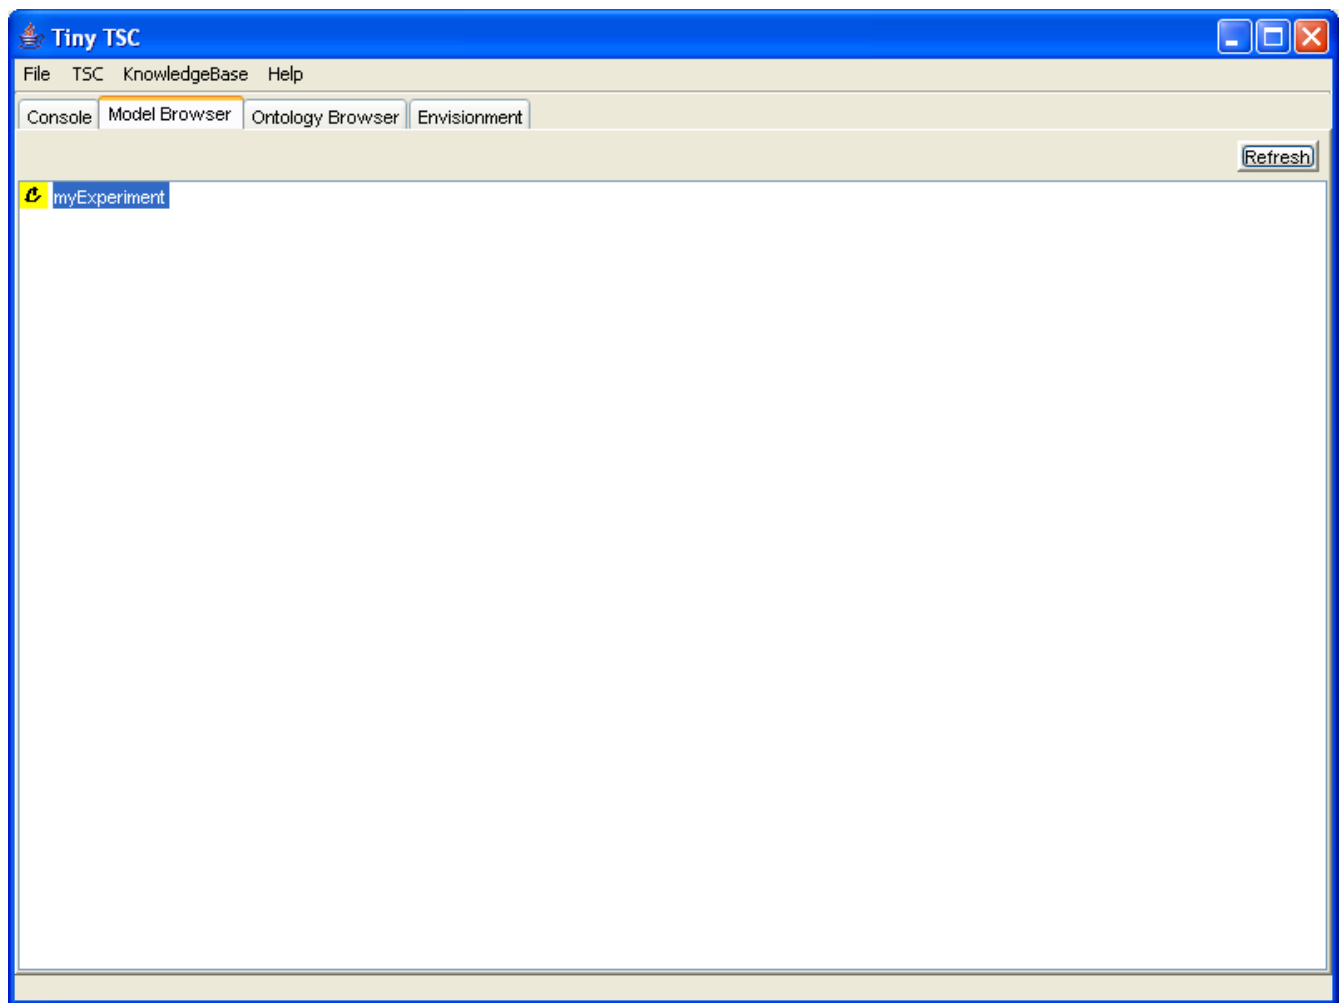 Tiny TSC
File TSC KnowledgeBase Help
Console Model Browser Ontology Browser Envisionment
Refresh
myExperiment